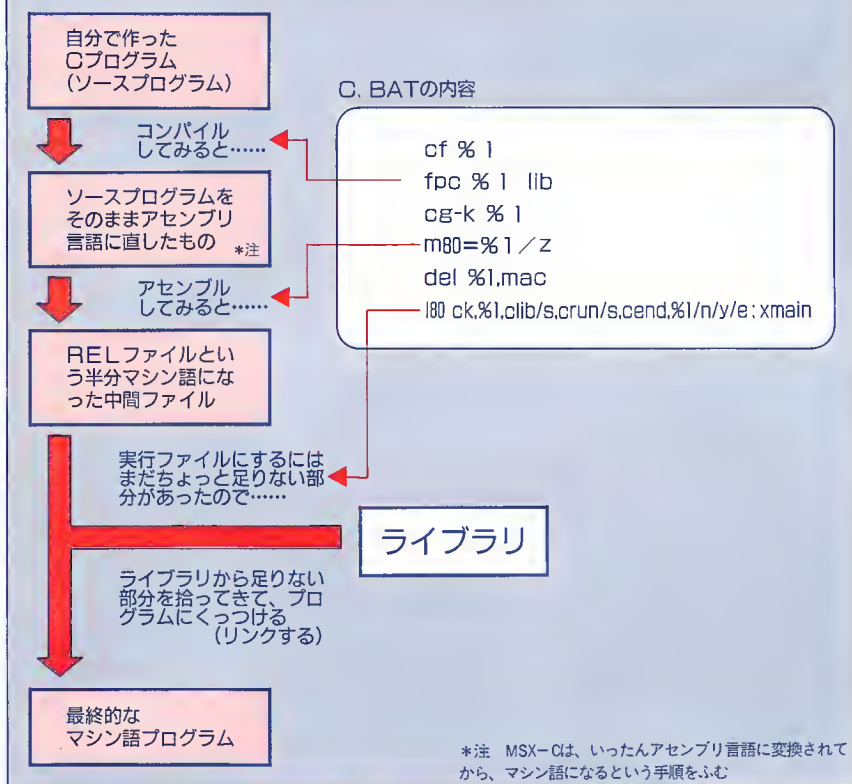 自分で作った
Cプログラム
(ソースプログラム)
コンパイル
してみると……
ソースプログラムを
そのままアセンブリ
言語に直したもの *注
アセンブル
してみると……
RELファイルとい
う半分マシン語にな
った中間ファイル
実行ファイルにするには
まだちょっと足りない部
分があったので……
ライブラリ
ライブラリから足りない
部分を拾ってきて、プロ
グラムにくっつける
(リンクする)
最終的な
マシン語プログラム
C. BATの内容
cf %1
fpc %1 lib
cg-k %1
m80=%1/z
del %1,mac
l80 ck,%1,clib/s,crun/s,cend,%1/n/y/e:xmain
*注 MSX-Cは、いったんアセンブリ言語に変換されて
から、マシン語になるという手順をふむ